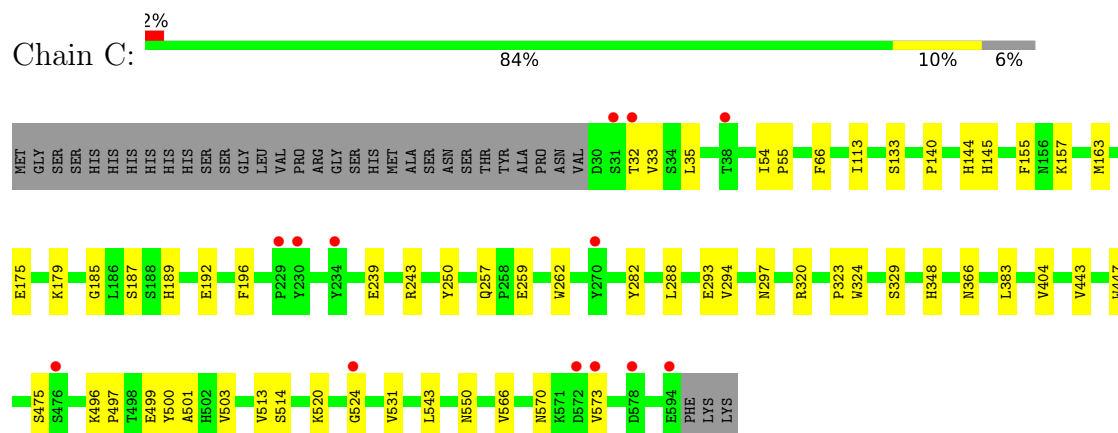 2%
Chain C:
84% 10% 6%
MET GLY SER SER HIS HIS HIS HIS HIS HIS SER SER GLY LEU VAL PRO ARG GLY SER HIS MET ALA SER ASN SER THR TYR ALA PRO ASN VAL D30 S31 T32 V33 S34 L35 T38 I54 P55 F66 I113 S133 P140 H144 H145 F155 N156 K157 M163
E175 K179 G185 L186 S187 S188 H189 E192 F196 P229 Y230 Y234 E239 R243 Y250 Q257 P258 E259 W262 Y270 Y282 L288 E293 V294 N297 R320 P323 W324 S329 H348 N366 L383 V404 V443
S475 S476 K496 P497 T498 E499 Y500 A501 H502 V503 V513 S514 K520 G524 V531 L543 N550 V566 N570 K571 D572 V573 D578 E594 PHE LYS LYS